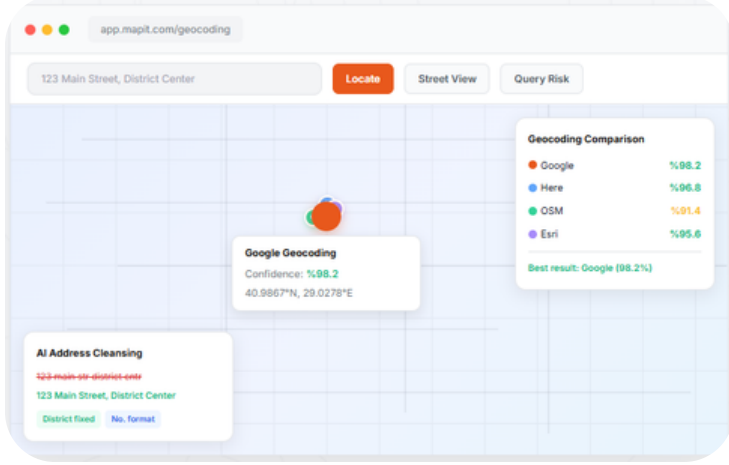 app.mapit.com/geocoding
123 Main Street, District Center
Locate
Street View
Query Risk
Geocoding Comparison
Google %98.2
Here %96.8
OSM %91.4
Esri %95.6
Best result: Google (98.2%)
Google Geocoding
Confidence: %98.2
40.9867°N, 29.0278°E
AI Address Cleansing
123 main str district cntr
123 Main Street, District Center
District fixed
No. format